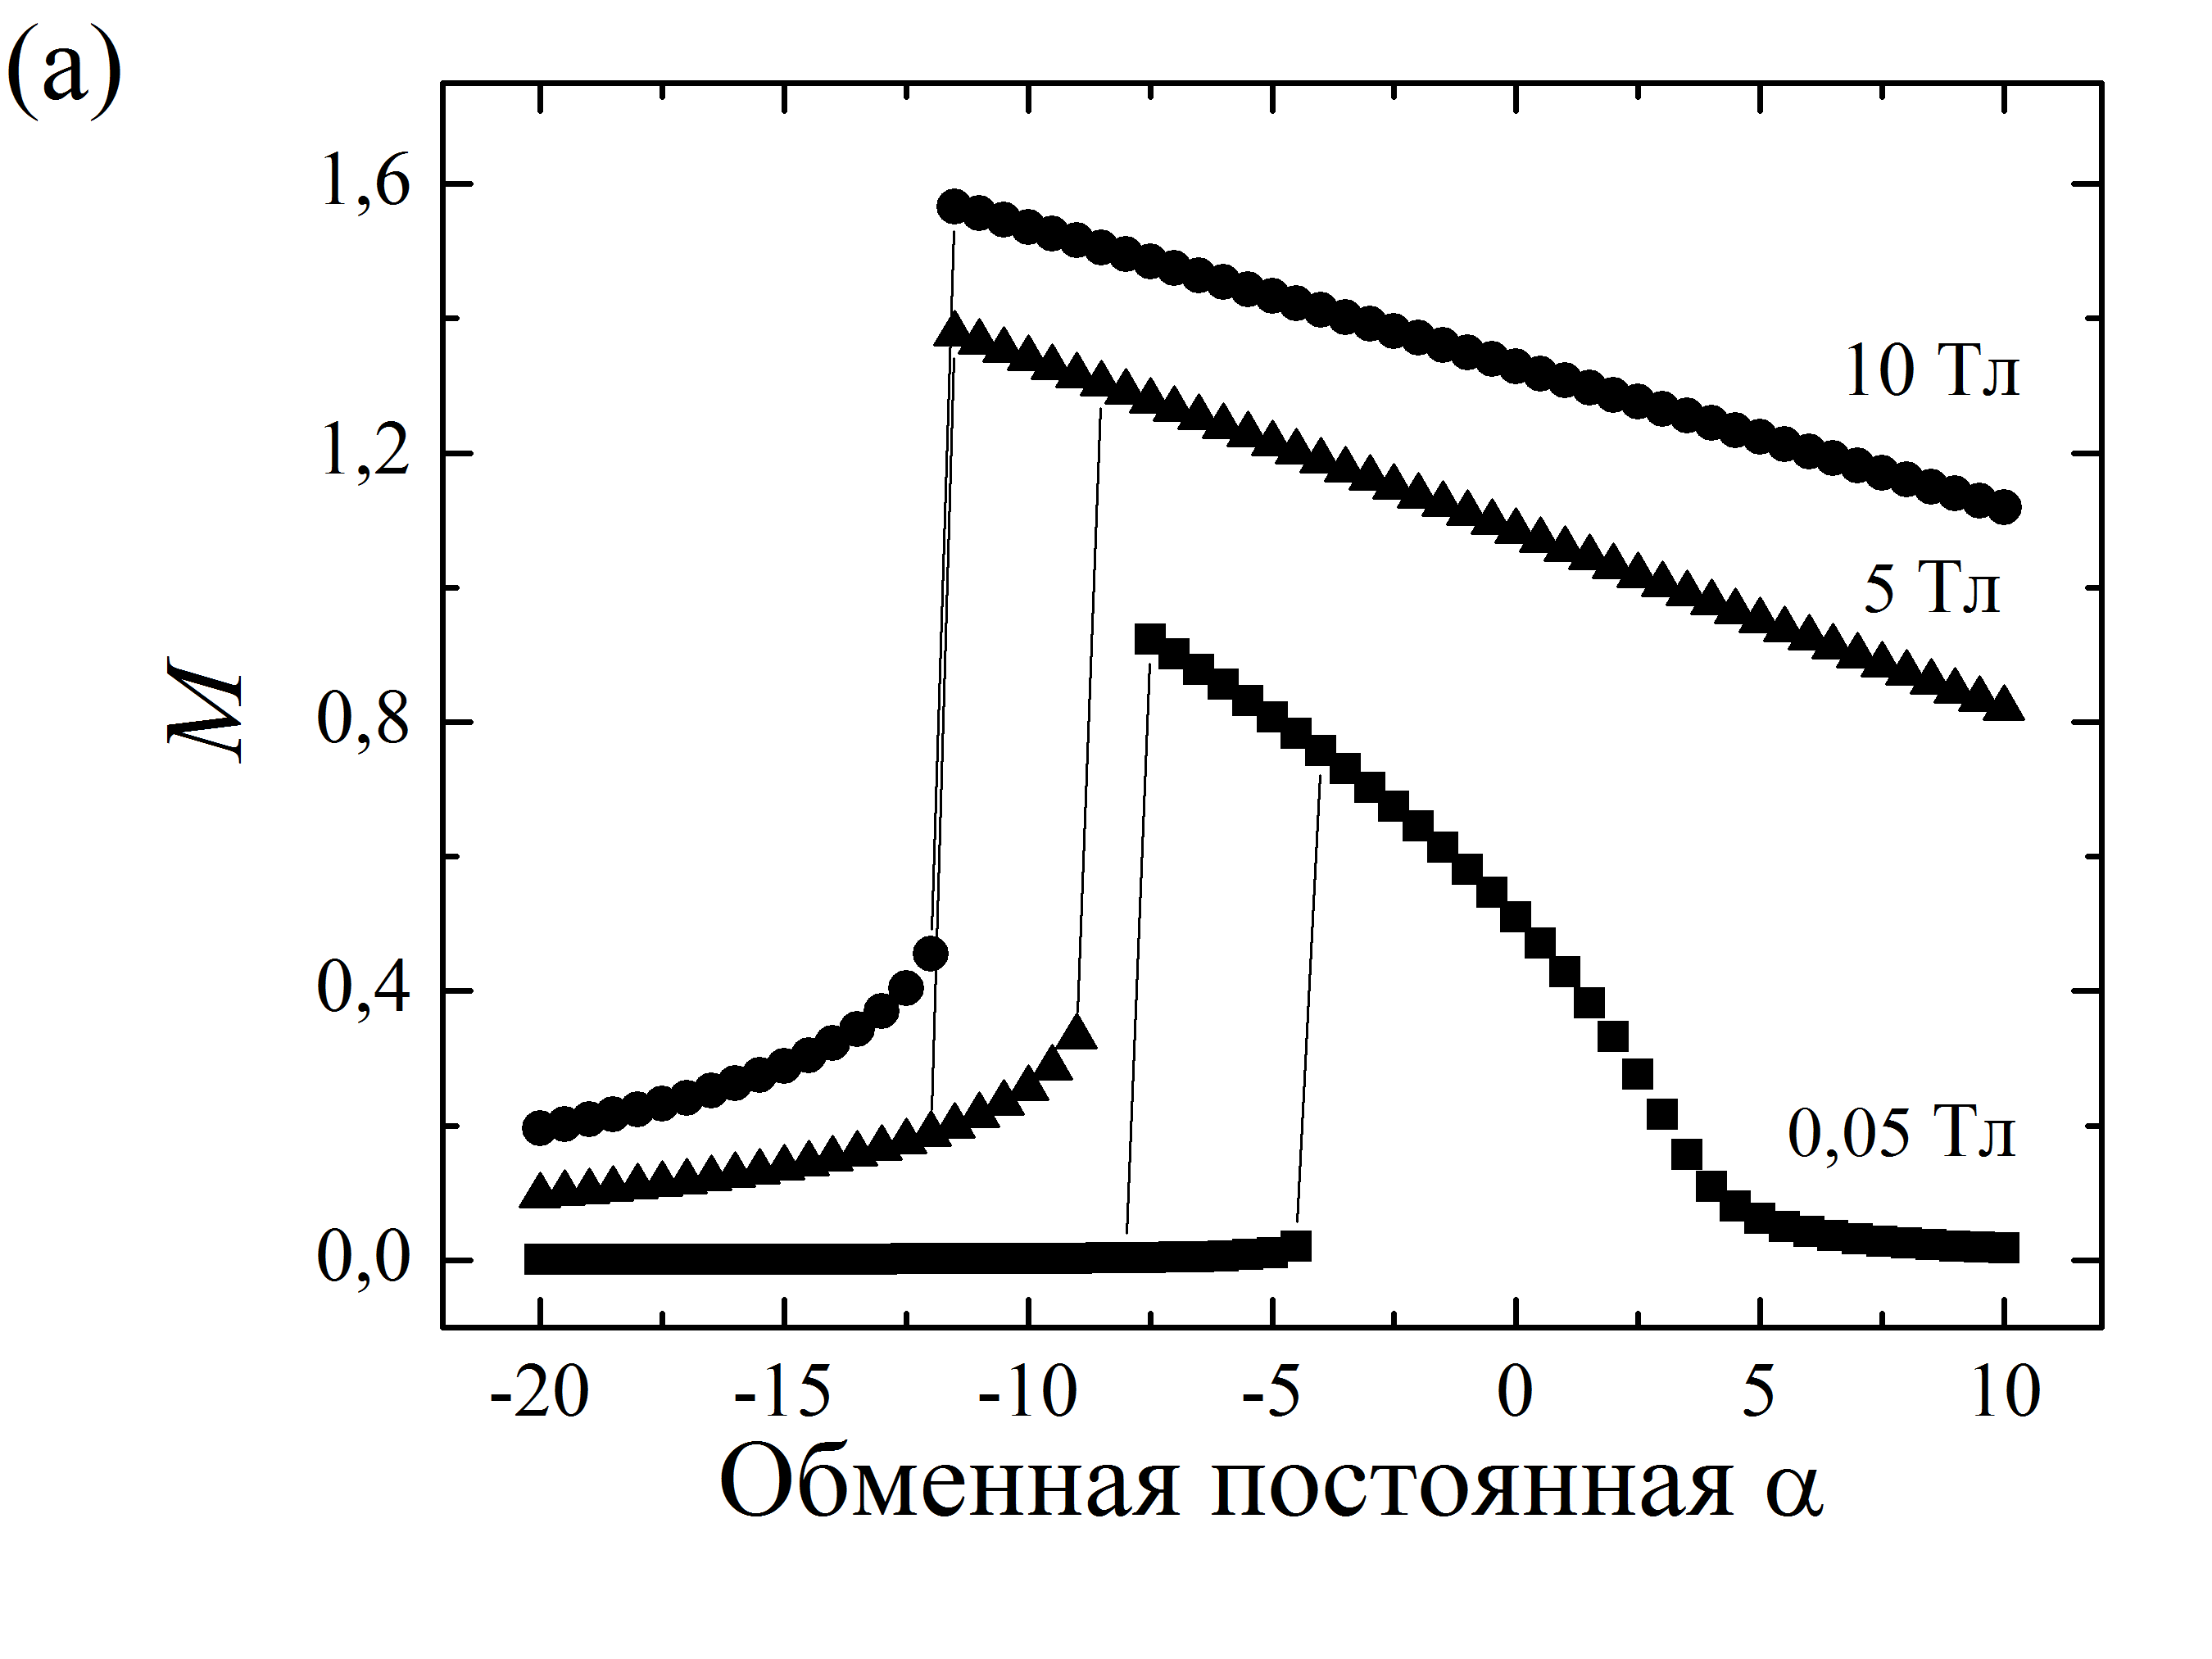 (а)
1,6
1,2
0,8
0,4
0,0
M
10 Тл
5 Тл
0,05 Тл
-20 -15 -10 -5 0 5 10
Обменная постоянная α